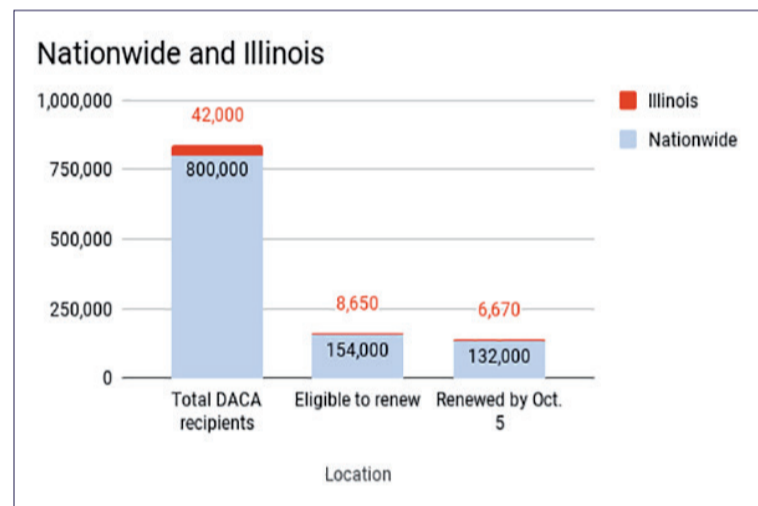 Nationwide and Illinois
1,000,000
750,000
500,000
250,000
0
42,000
800,000
8,650
154,000
6,670
132,000
Total DACA
recipients
Eligible to renew
Renewed by Oct.
5
Location
Illinois
Nationwide